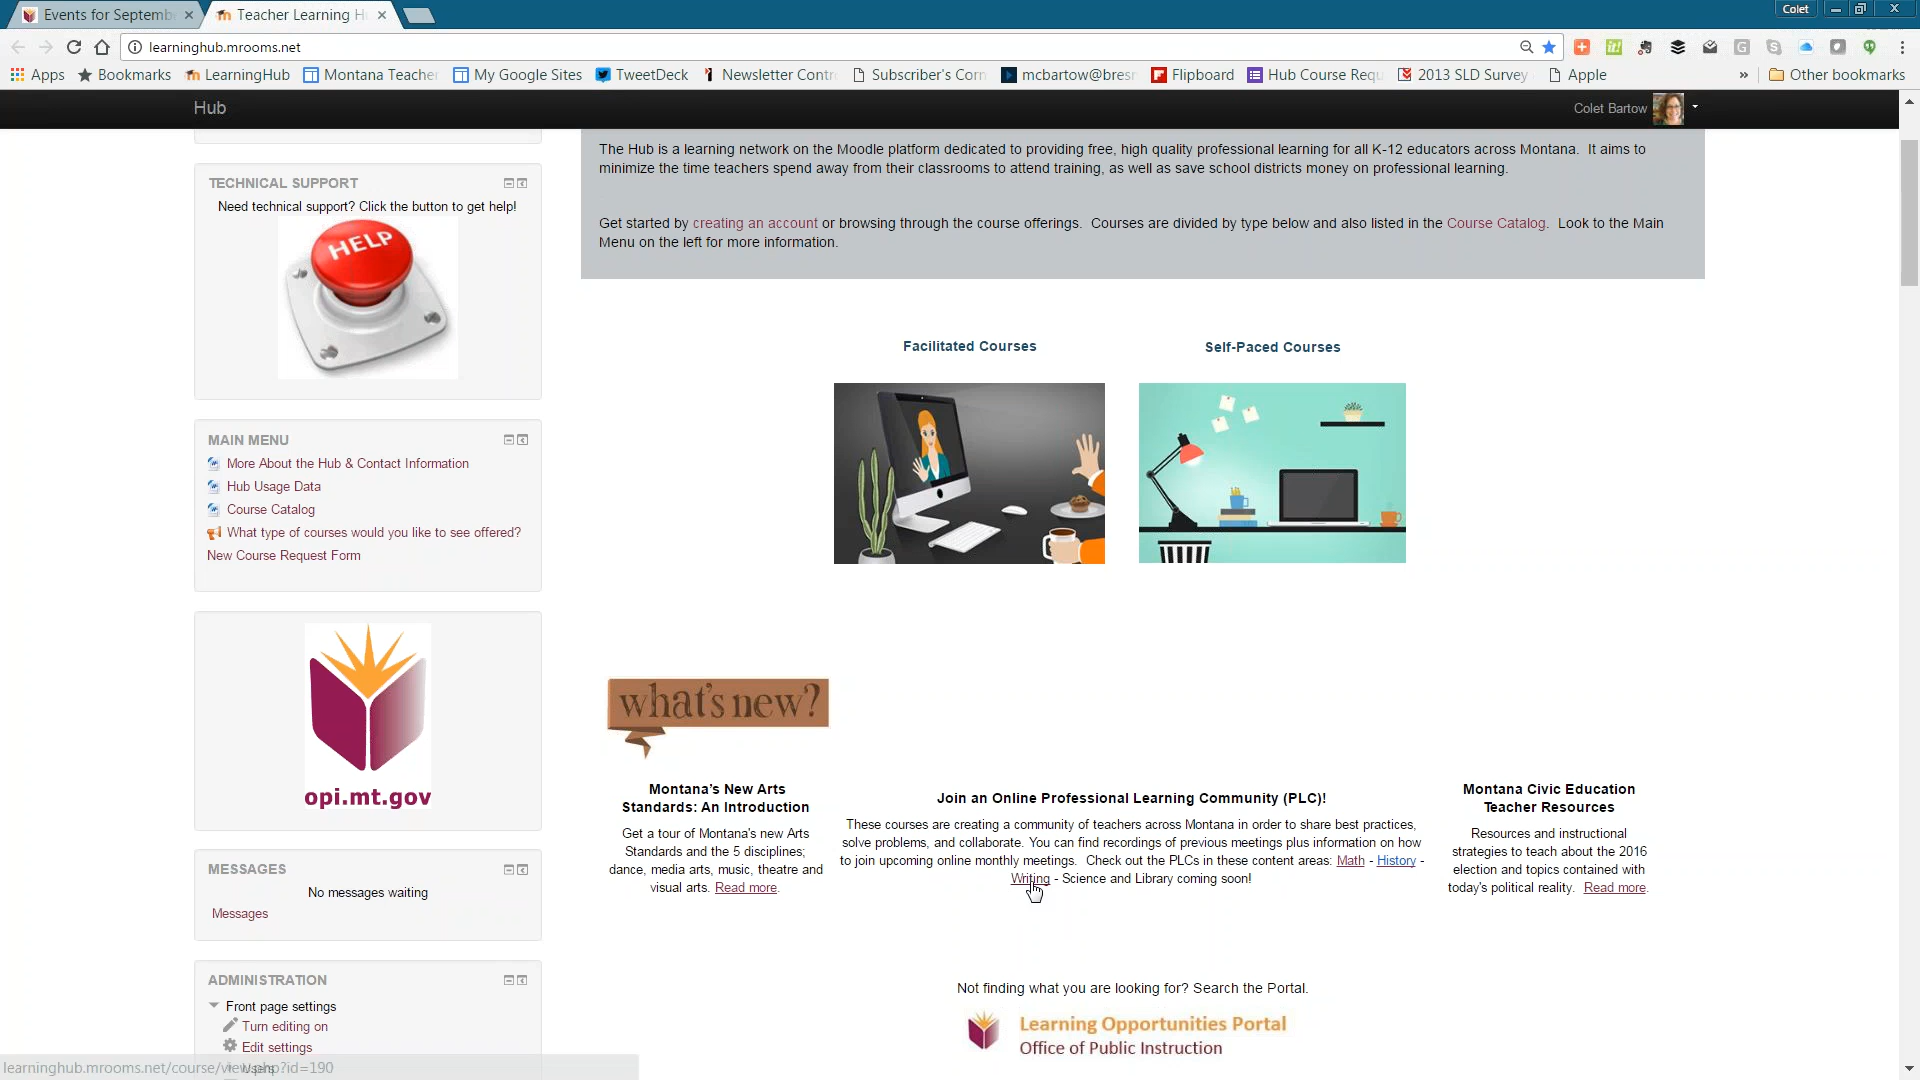 Events for Septemb
Teacher Learning H
Colet
learninghub.mrooms.net
Apps
Bookmarks
LearningHub
Montana Teache
My Google Sites
TweetDeck
Newsletter Contr
Subscriber's Corn
mcbartow@bresn
Flipboard
Hub Course Requ
2013 SLD Survey
Apple
»
Other bookmarks
Hub
Colet Bartow
TECHNICAL SUPPORT
Need technical support? Click the button to get help!
HELP
MAIN MENU
More About the Hub & Contact Information
Hub Usage Data
Course Catalog
What type of courses would you like to see offered?
New Course Request Form
opi.mt.gov
MESSAGES
No messages waiting
Messages
ADMINISTRATION
Front page settings
Turn editing on
Edit settings
learninghub.mrooms.net/course/view.php?id=190
The Hub is a learning network on the Moodle platform dedicated to providing free, high quality professional learning for all K-12 educators across Montana.  It aims to
minimize the time teachers spend away from their classrooms to attend training, as well as save school districts money on professional learning.
Get started by creating an account or browsing through the course offerings.  Courses are divided by type below and also listed in the Course Catalog.  Look to the Main
Menu on the left for more information.
Facilitated Courses
Self-Paced Courses
what's new?
Montana's New Arts
Standards: An Introduction
Get a tour of Montana's new Arts
Standards and the 5 disciplines;
dance, media arts, music, theatre and
visual arts. Read more.
Join an Online Professional Learning Community (PLC)!
These courses are creating a community of teachers across Montana in order to share best practices,
solve problems, and collaborate. You can find recordings of previous meetings plus information on how
to join upcoming online monthly meetings.  Check out the PLCs in these content areas: Math - History -
Writing - Science and Library coming soon!
Montana Civic Education
Teacher Resources
Resources and instructional
strategies to teach about the 2016
election and topics contained with
today's political reality.  Read more.
Not finding what you are looking for? Search the Portal.
Learning Opportunities Portal
Office of Public Instruction